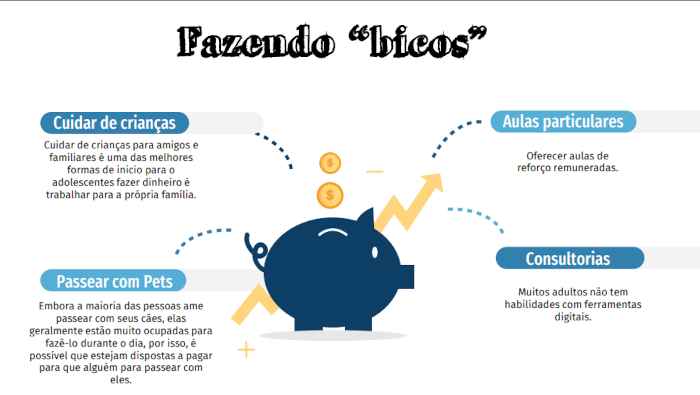 Fazendo “bicos”
Cuidar de crianças
Cuidar de crianças para amigos e
familiares é uma das melhores
formas de inicio para o
adolescentes fazer dinheiro é
trabalhar para a própria família.
Passear com Pets
Embora a maioria das pessoas ame
passear com seus cães, elas
geralmente estão muito ocupadas para
fazê-lo durante o dia, por isso, é
possível que estejam dispostas a pagar
para que alguém para passear com
eles.
Aulas particulares
Oferecer aulas de
reforço remuneradas.
Consultorias
Muitos adultos não tem
habilidades com ferramentas
digitais.
$
$